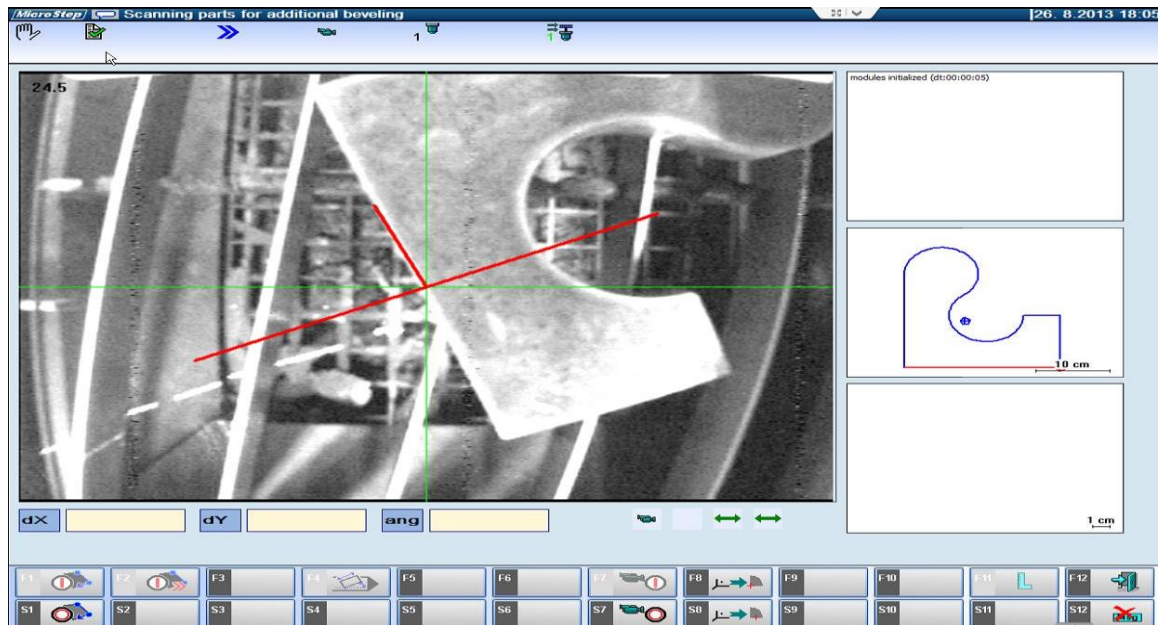 /MicroStep/ Scanning parts for additional beveling |26. 8.2013 18:05
1 1
24.5
modules initialized (dt:00:00:05)
10 cm
1 cm
dX dY ang
F1 F2 F3 F4 F5 F6 F7 F8 F9 F10 F11 F12
S1 S2 S3 S4 S5 S6 S7 S8 S9 S10 S11 S12